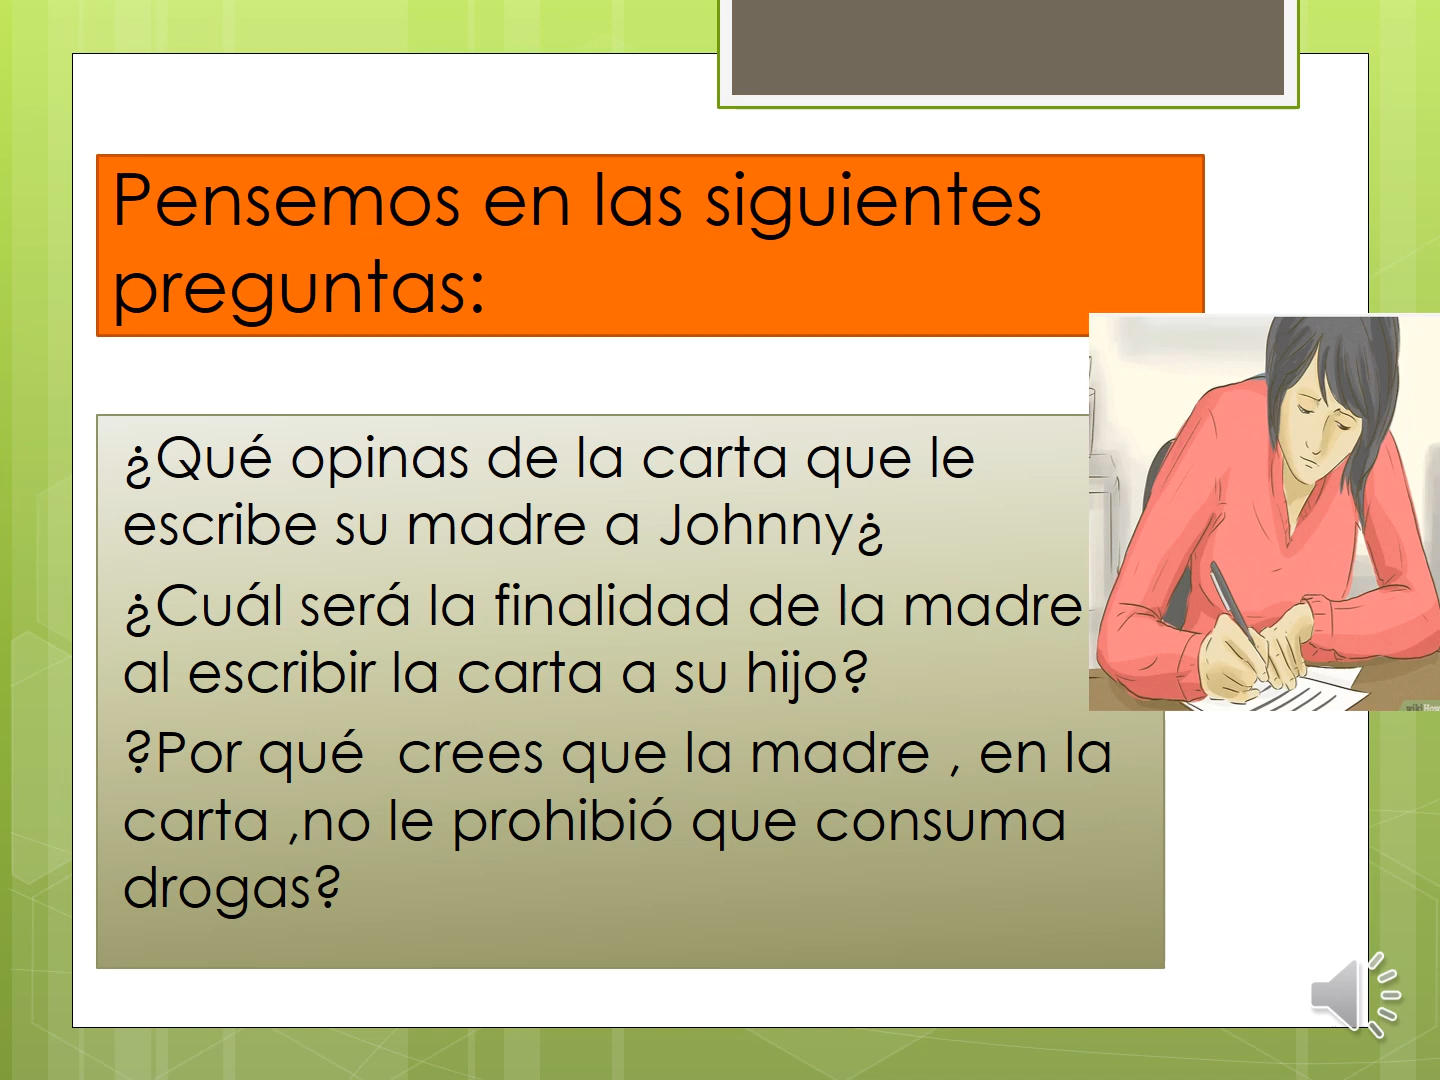 Pensemos en las siguientes
preguntas:
¿Qué opinas de la carta que le
escribe su madre a Johnny¿
¿Cuál será la finalidad de la madre
al escribir la carta a su hijo?
?Por qué  crees que la madre , en la
carta ,no le prohibió que consuma
drogas?
wikiHow